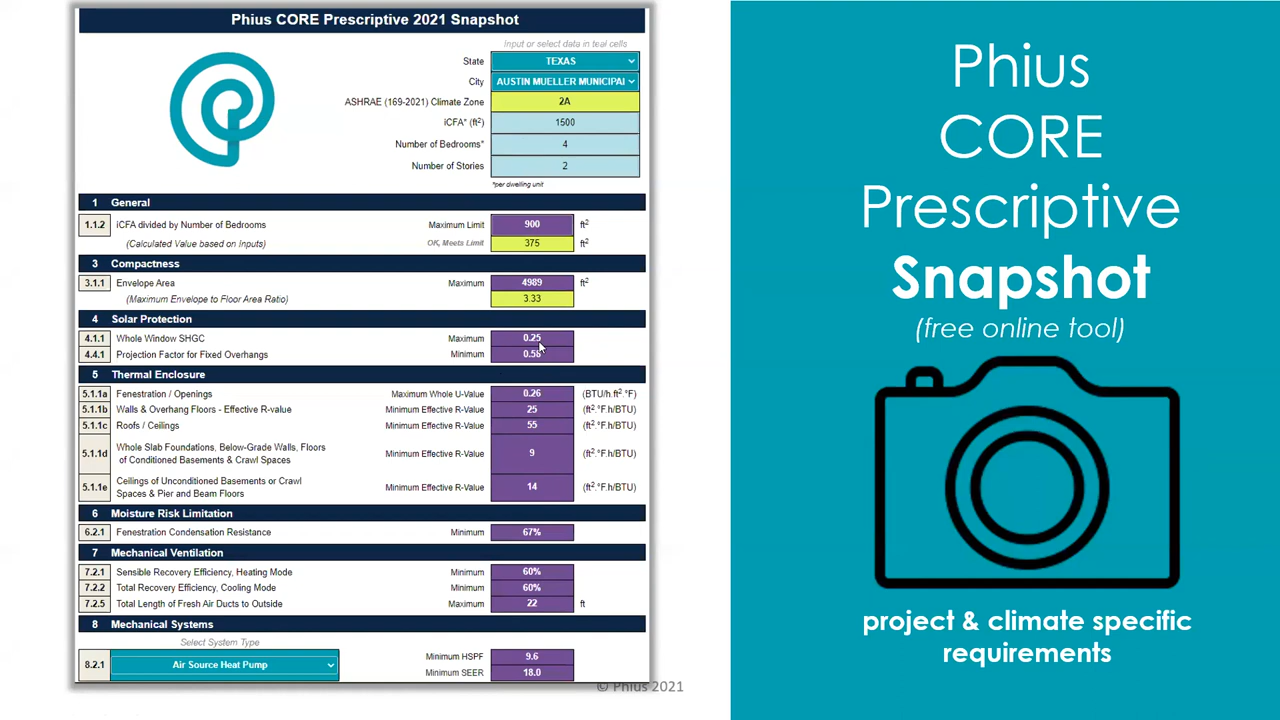 Phius CORE Prescriptive 2021 Snapshot
Input or select data in teal cells
State TEXAS
City AUSTIN MUELLER MUNICIPAL
ASHRAE (169-2021) Climate Zone 2A
iCFA* (ft²) 1500
Number of Bedrooms* 4
Number of Stories 2
*per dwelling unit
1 General
1.1.2 iCFA divided by Number of Bedrooms Maximum Limit 900 ft²
(Calculated Value based on Inputs) OK, Meets Limit 375 ft²
3 Compactness
3.1.1 Envelope Area Maximum 4989 ft²
(Maximum Envelope to Floor Area Ratio) 3.33
4 Solar Protection
4.1.1 Whole Window SHGC Maximum 0.25
4.4.1 Projection Factor for Fixed Overhangs Minimum 0.58
5 Thermal Enclosure
5.1.1a Fenestration / Openings Maximum Whole U-Value 0.26 (BTU/h.ft².°F)
5.1.1b Walls & Overhang Floors - Effective R-value Minimum Effective R-Value 25 (ft².°F.h/BTU)
5.1.1c Roofs / Ceilings Minimum Effective R-Value 55 (ft².°F.h/BTU)
5.1.1d Whole Slab Foundations, Below-Grade Walls, Floors of Conditioned Basements & Crawl Spaces Minimum Effective R-Value 9 (ft².°F.h/BTU)
5.1.1e Ceilings of Unconditioned Basements or Crawl Spaces & Pier and Beam Floors Minimum Effective R-Value 14 (ft².°F.h/BTU)
6 Moisture Risk Limitation
6.2.1 Fenestration Condensation Resistance Minimum 67%
7 Mechanical Ventilation
7.2.1 Sensible Recovery Efficiency, Heating Mode Minimum 60%
7.2.2 Total Recovery Efficiency, Cooling Mode Minimum 60%
7.2.5 Total Length of Fresh Air Ducts to Outside Maximum 22 ft
8 Mechanical Systems
Select System Type
8.2.1 Air Source Heat Pump Minimum HSPF 9.6
Minimum SEER 18.0
© Phius 2021
Phius
CORE
Prescriptive
Snapshot
(free online tool)
project & climate specific
requirements